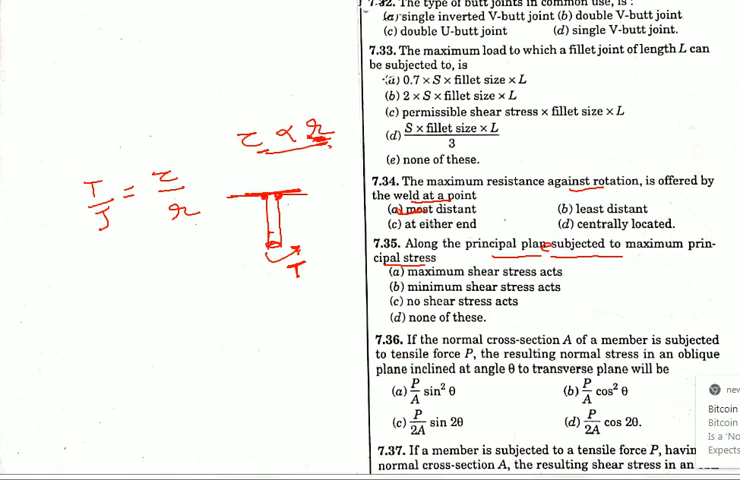 7.32. The type of butt joints in common use, is :
(a) single inverted V-butt joint (b) double V-butt joint
(c) double U-butt joint (d) single V-butt joint.
7.33. The maximum load to which a fillet joint of length L can
be subjected to, is
(a) 0.7 × S × fillet size × L
(b) 2 × S × fillet size × L
(c) permissible shear stress × fillet size × L
(d) S × fillet size × L / 3
(e) none of these.
τ ∝ r
T/J = τ/r
T
7.34. The maximum resistance against rotation, is offered by
the weld at a point
(a) most distant (b) least distant
(c) at either end (d) centrally located.
7.35. Along the principal plane subjected to maximum prin-
cipal stress
(a) maximum shear stress acts
(b) minimum shear stress acts
(c) no shear stress acts
(d) none of these.
7.36. If the normal cross-section A of a member is subjected
to tensile force P, the resulting normal stress in an oblique
plane inclined at angle θ to transverse plane will be
(a) P/A sin² θ (b) P/A cos² θ
(c) P/2A sin 2θ (d) P/2A cos 2θ.
7.37. If a member is subjected to a tensile force P, havin
normal cross-section A, the resulting shear stress in an
new
Bitcoin
Bitcoin
Is a 'No
Expects